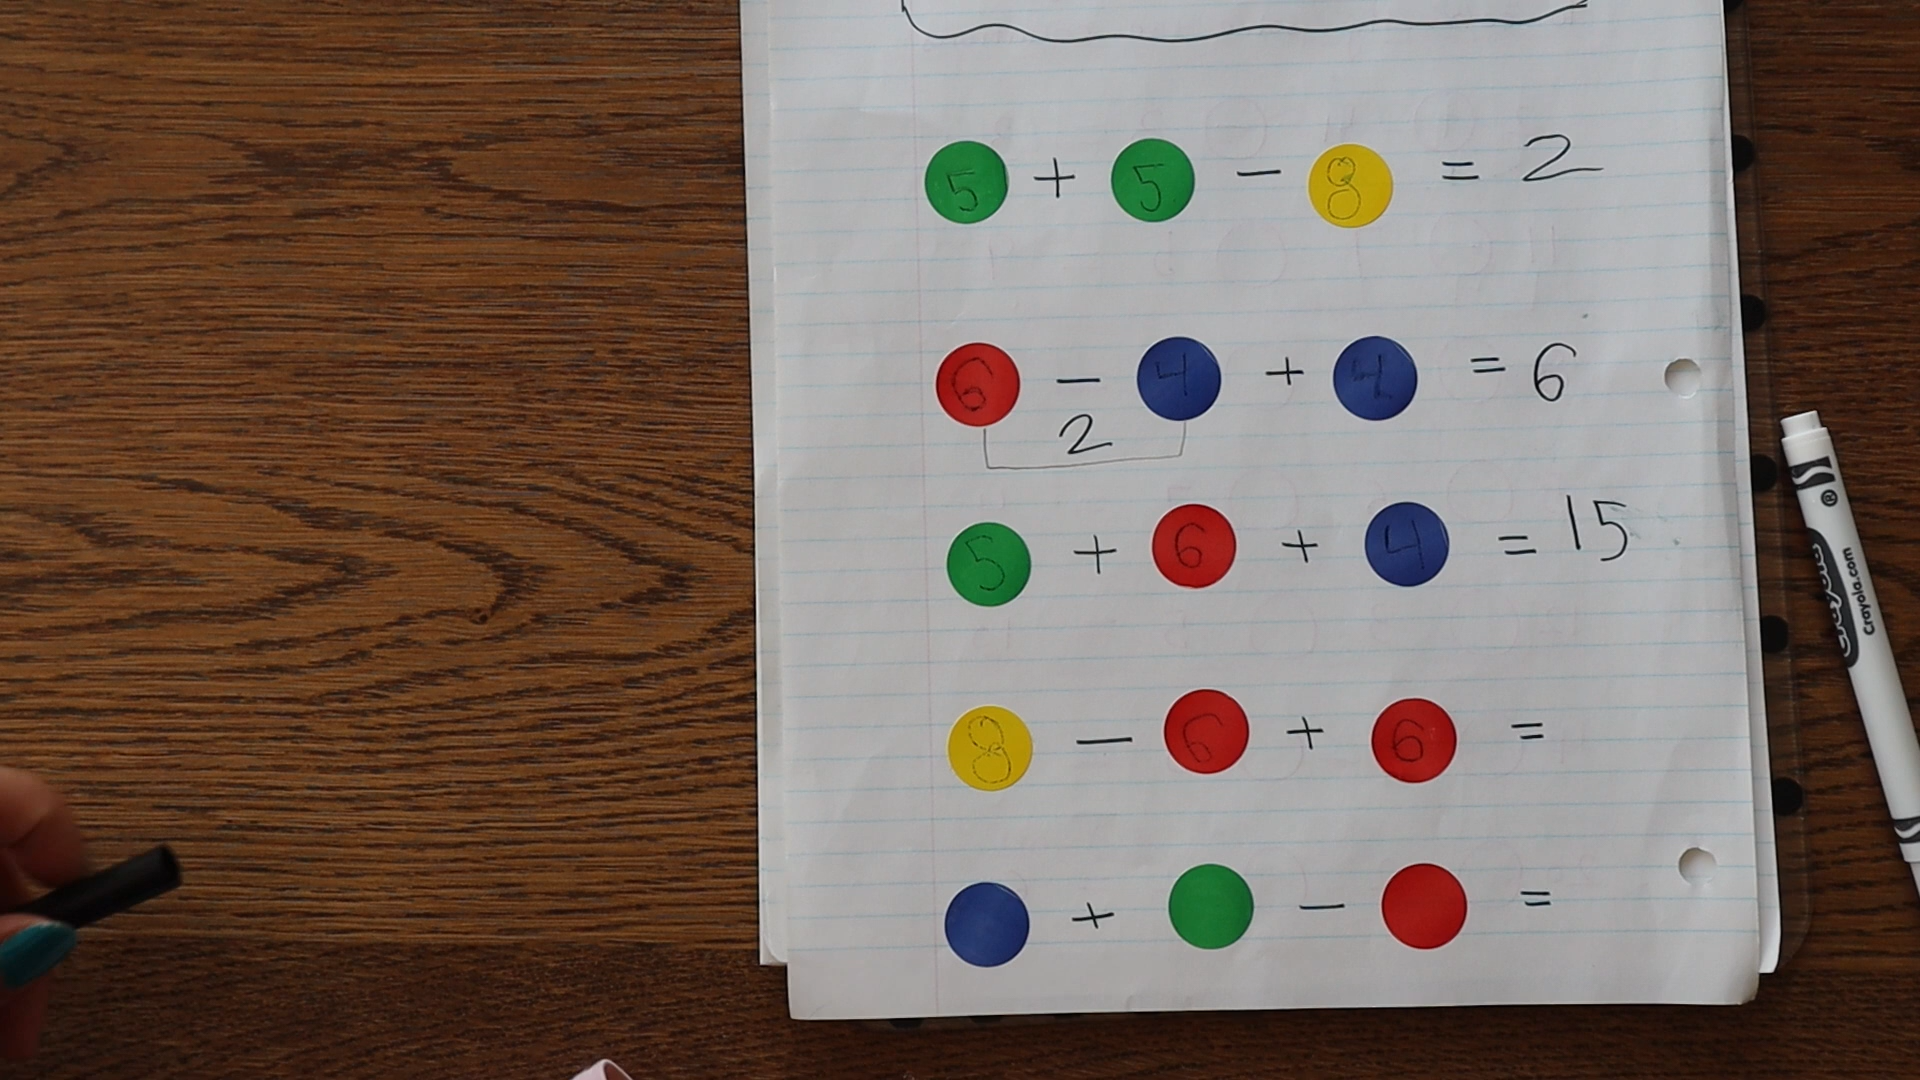 5 + 5 - 8 = 2
6 - 4 + 4 = 6
2
5 + 6 + 4 = 15
8 - 6 + 6 =
+ - =
Crayola ® Crayola.com